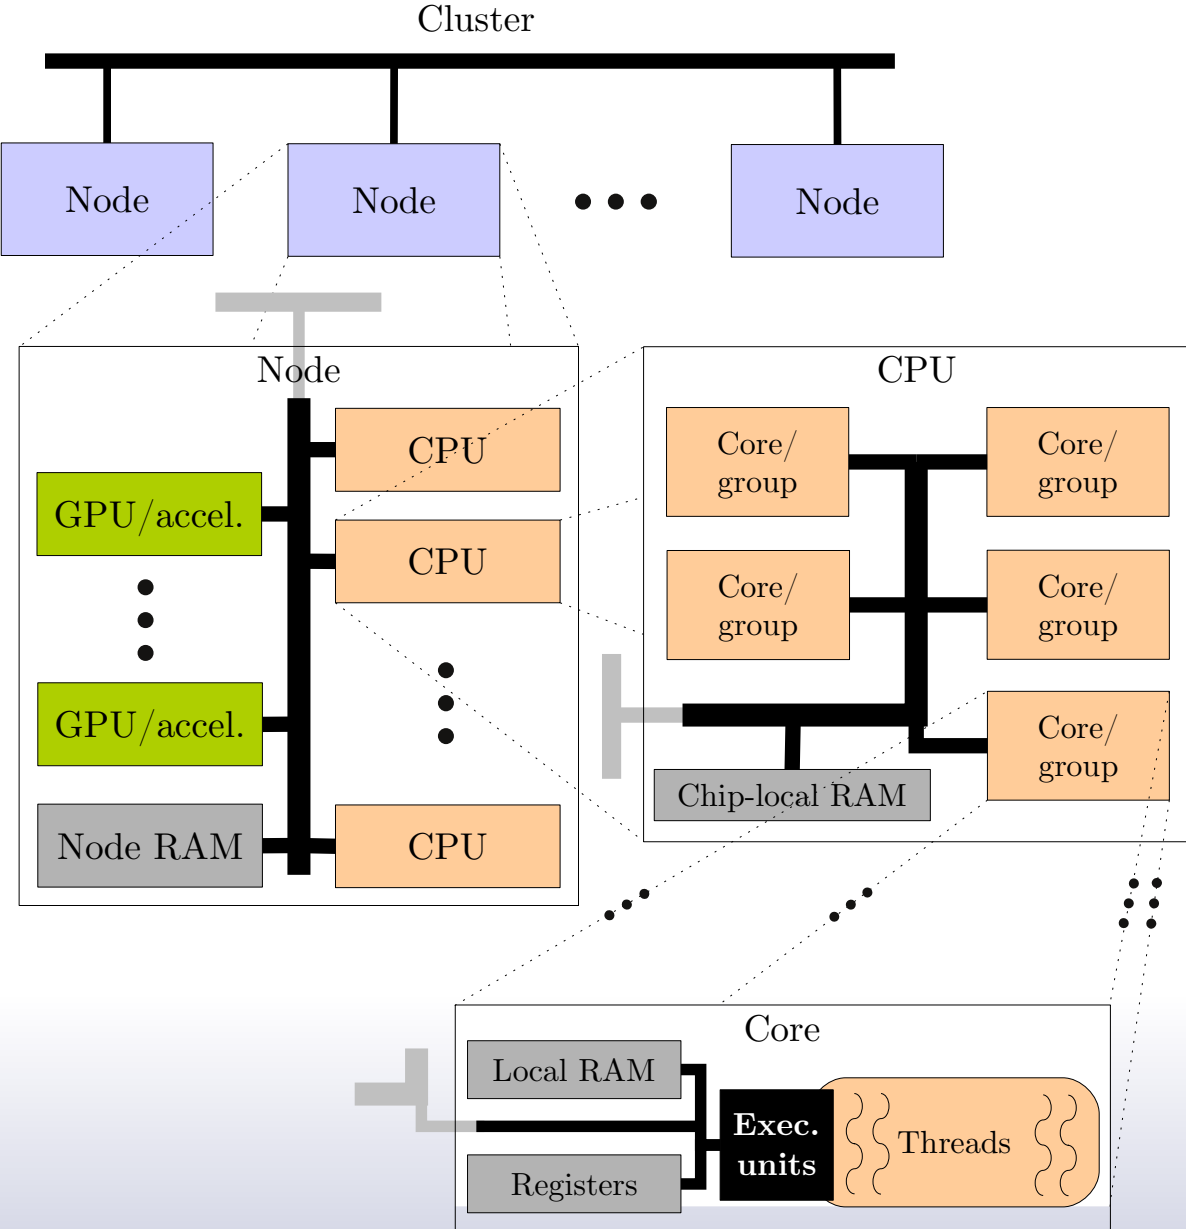 Cluster
Node
Node
Node
Node
CPU
GPU/accel.
CPU
GPU/accel.
Node RAM
CPU
CPU
Core/
group
Core/
group
Core/
group
Core/
group
Core/
group
Chip-local RAM
Core
Local RAM
Exec.
units
Threads
Registers